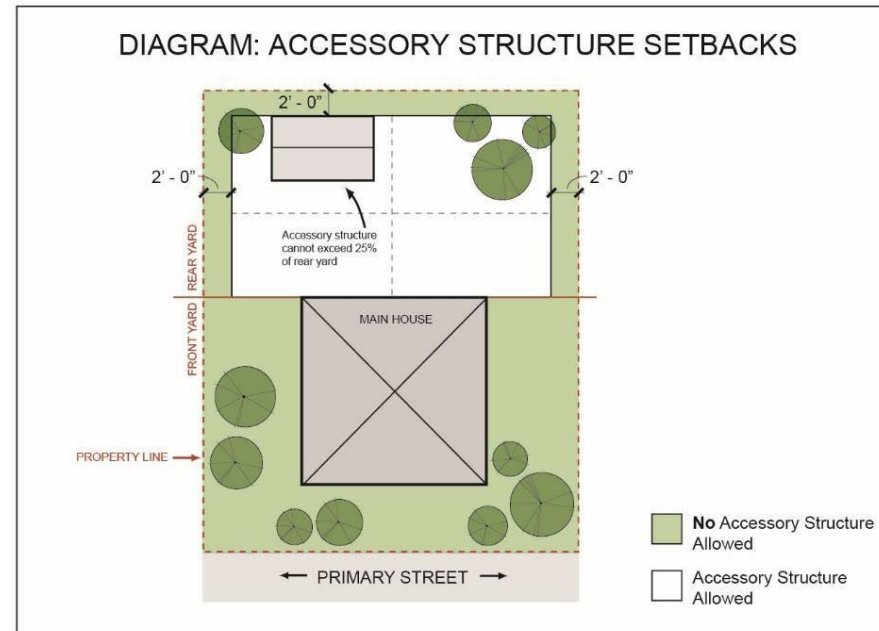 DIAGRAM: ACCESSORY STRUCTURE SETBACKS
2' - 0"
2' - 0"
2' - 0"
Accessory structure
cannot exceed 25%
of rear yard
REAR YARD
FRONT YARD
MAIN HOUSE
PROPERTY LINE
PRIMARY STREET
No Accessory Structure
Allowed
Accessory Structure
Allowed